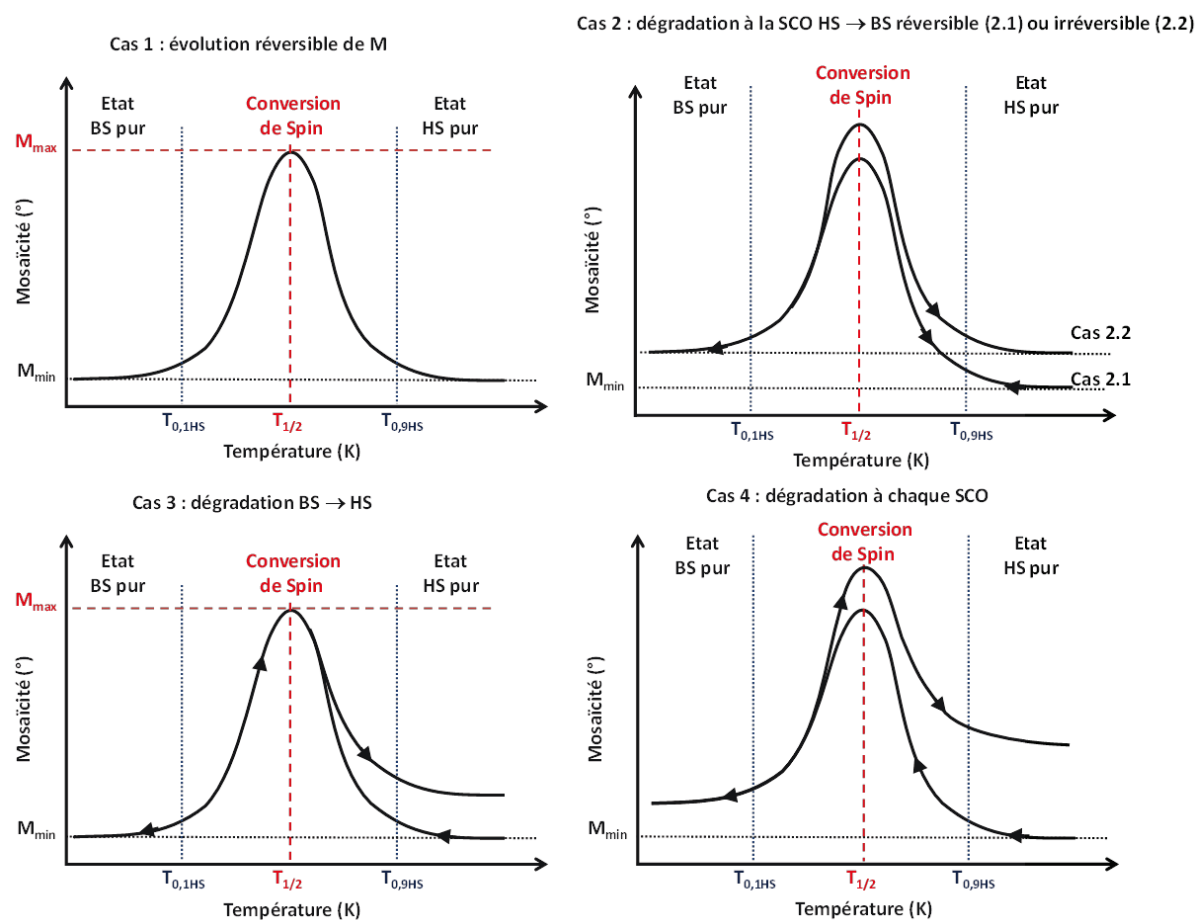 Cas 1 : évolution réversible de M
Etat
BS pur
Conversion
de Spin
Etat
HS pur
Mmax
Mosaïcité (°)
Mmin
T0,1HS
T1/2
T0,9HS
Température (K)
Cas 2 : dégradation à la SCO HS → BS réversible (2.1) ou irréversible (2.2)
Etat
BS pur
Conversion
de Spin
Etat
HS pur
Mosaïcité (°)
Cas 2.2
Mmin
Cas 2.1
T0,1HS
T1/2
T0,9HS
Température (K)
Cas 3 : dégradation BS → HS
Etat
BS pur
Conversion
de Spin
Etat
HS pur
Mmax
Mosaïcité (°)
Mmin
T0,1HS
T1/2
T0,9HS
Température (K)
Cas 4 : dégradation à chaque SCO
Etat
BS pur
Conversion
de Spin
Etat
HS pur
Mosaïcité (°)
Mmin
T0,1HS
T1/2
T0,9HS
Température (K)